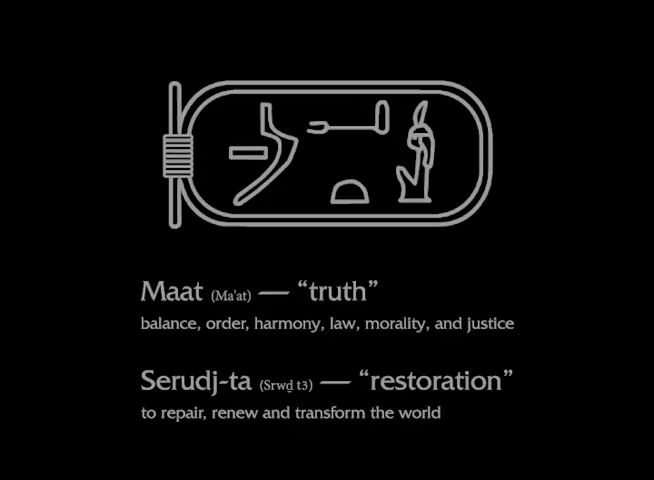 𓐙𓌳𓂝𓏏𓁦
Maat (Ma'at) — “truth”
balance, order, harmony, law, morality, and justice
Serudj-ta (Srwḏ t3) — “restoration”
to repair, renew and transform the world